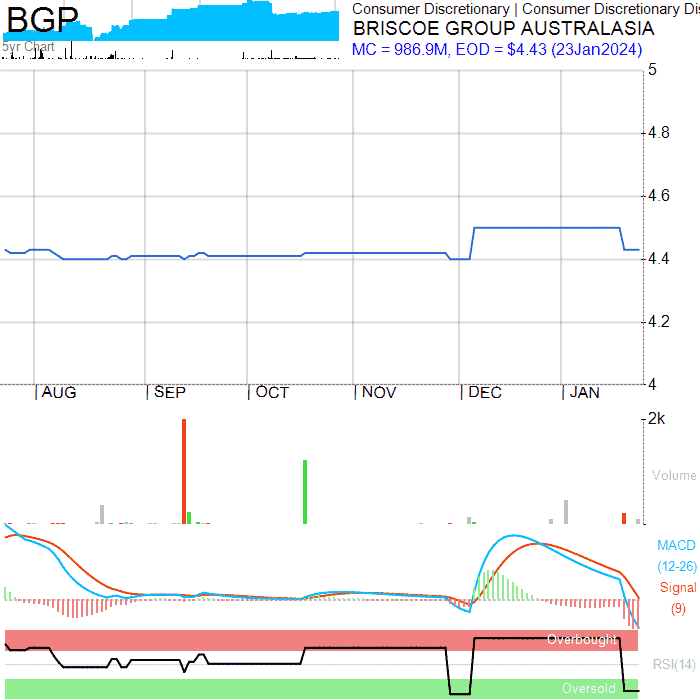 BGP
5yr Chart
Consumer Discretionary | Consumer Discretionary Dis
BRISCOE GROUP AUSTRALASIA
MC = 986.9M, EOD = $4.43 (23Jan2024)
5
4.8
4.6
4.4
4.2
4
AUG SEP OCT NOV DEC JAN
2k
Volume
MACD
(12-26)
Signal
(9)
Overbought
RSI(14)
Oversold